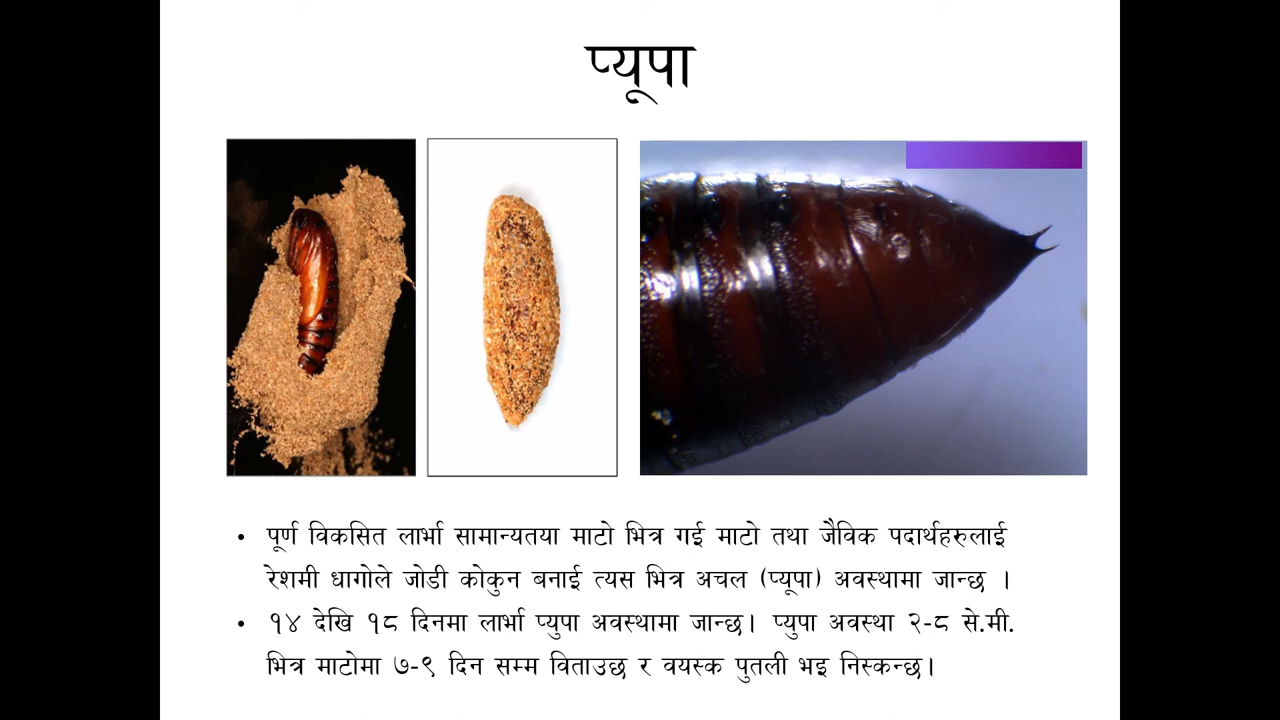 प्यूपा
• पूर्ण विकसित लार्भा सामान्यतया माटो भित्र गई माटो तथा जैविक पदार्थहरुलाई
रेशमी धागोले जोडी कोकुन बनाई त्यस भित्र अचल (प्यूपा) अवस्थामा जान्छ ।
• १४ देखि १८ दिनमा लार्भा प्युपा अवस्थामा जान्छ। प्युपा अवस्था २-८ से.मी.
भित्र माटोमा ७-९ दिन सम्म विताउछ र वयस्क पुतली भइ निस्कन्छ।